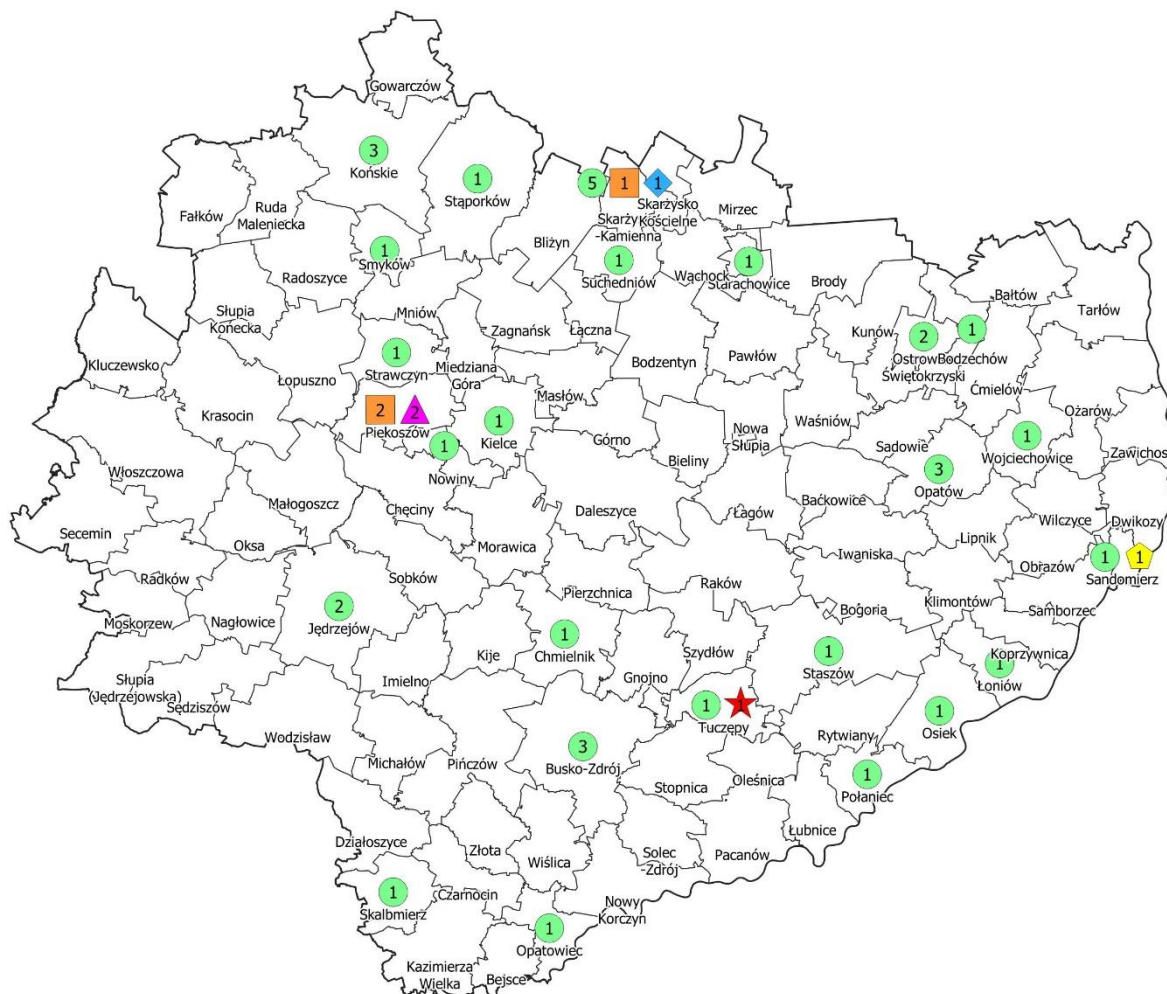 Gowarczów
3
Końskie
1
Stąporków
5
1
1
Skarży
-Kamienna
Skarżysko
Kościelne
Mirzec
Fałków
Ruda
Maleniecka
1
Smyków
Bliżyn
1
Suchedniów
Wąchock
1
Starachowice
Radoszyce
Brody
Bałtów
Tarłów
Słupia
Konecka
Mniów
Zagnańsk
Łączna
Bodzentyn
Pawłów
Kunów
2
Ostrow
Świętokrzyski
1
Bodzechów
Kluczewsko
Łopuszno
1
Strawczyn
Miedziana
Góra
Masłów
Ćmielów
Krasocin
2
2
Piekoszów
1
Kielce
1
Nowiny
Górno
Bieliny
Nowa
Słupia
Waśniów
Sadowie
3
Opatów
1
Wojciechowice
Ożarów
Zawichos
Włoszczowa
Małogoszcz
Chęciny
Daleszyce
Łagów
Baćkowice
Secemin
Oksa
Morawica
Iwaniska
Lipnik
Wilczyce
Dwikozy
1
1
Sandomierz
Obrazów
Radków
Sobków
Pierzchnica
Raków
Bogoria
Klimontów
Samborzec
Moskorzew
Nagłowice
2
Jędrzejów
1
Chmielnik
Szydłów
1
Staszów
Koprzywnica
1
Łoniów
Słupia
(Jędrzejowska)
Sędziszów
Imielno
Kije
Gnojno
1
1
Tuczępy
1
Osiek
Wodzisław
Michałów
Pińczów
3
Busko-Zdrój
Stopnica
Oleśnica
Rytwiany
1
Połaniec
Działoszyce
Złota
Wiślica
Solec
-Zdrój
Pacanów
Łubnice
1
Skalbmierz
Czarnocin
Nowy
Korczyn
1
Opatowiec
Kazimierza
Wielka
Bejsce